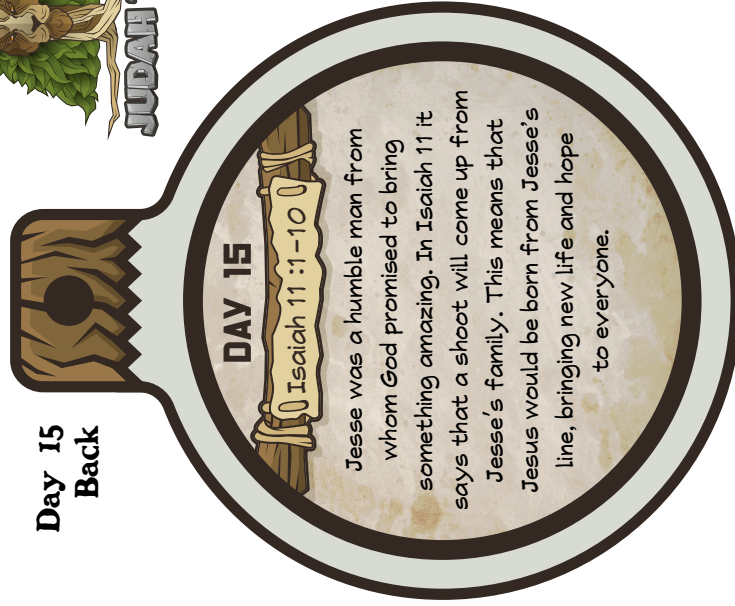 JUDAH
Day 15
Back
DAY 15
Isaiah 11 :1-10
Jesse was a humble man from
whom God promised to bring
something amazing. In Isaiah 11 it
says that a shoot will come up from
Jesse's family. This means that
Jesus would be born from Jesse's
line, bringing new life and hope
to everyone.